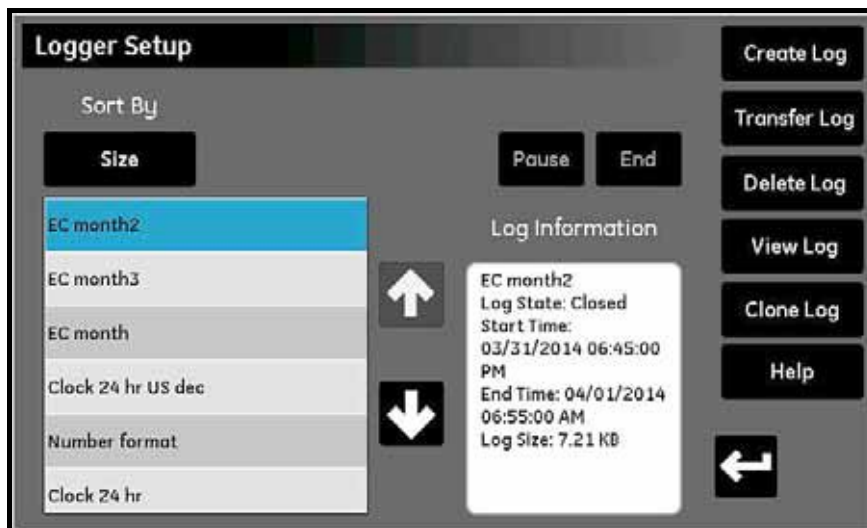 Logger Setup
Sort By
Size
EC month2
EC month3
EC month
Clock 24 hr US dec
Number format
Clock 24 hr
Pause
End
Log Information
EC month2
Log State: Closed
Start Time:
03/31/2014 06:45:00
PM
End Time: 04/01/2014
06:55:00 AM
Log Size: 7.21 KB
Create Log
Transfer Log
Delete Log
View Log
Clone Log
Help